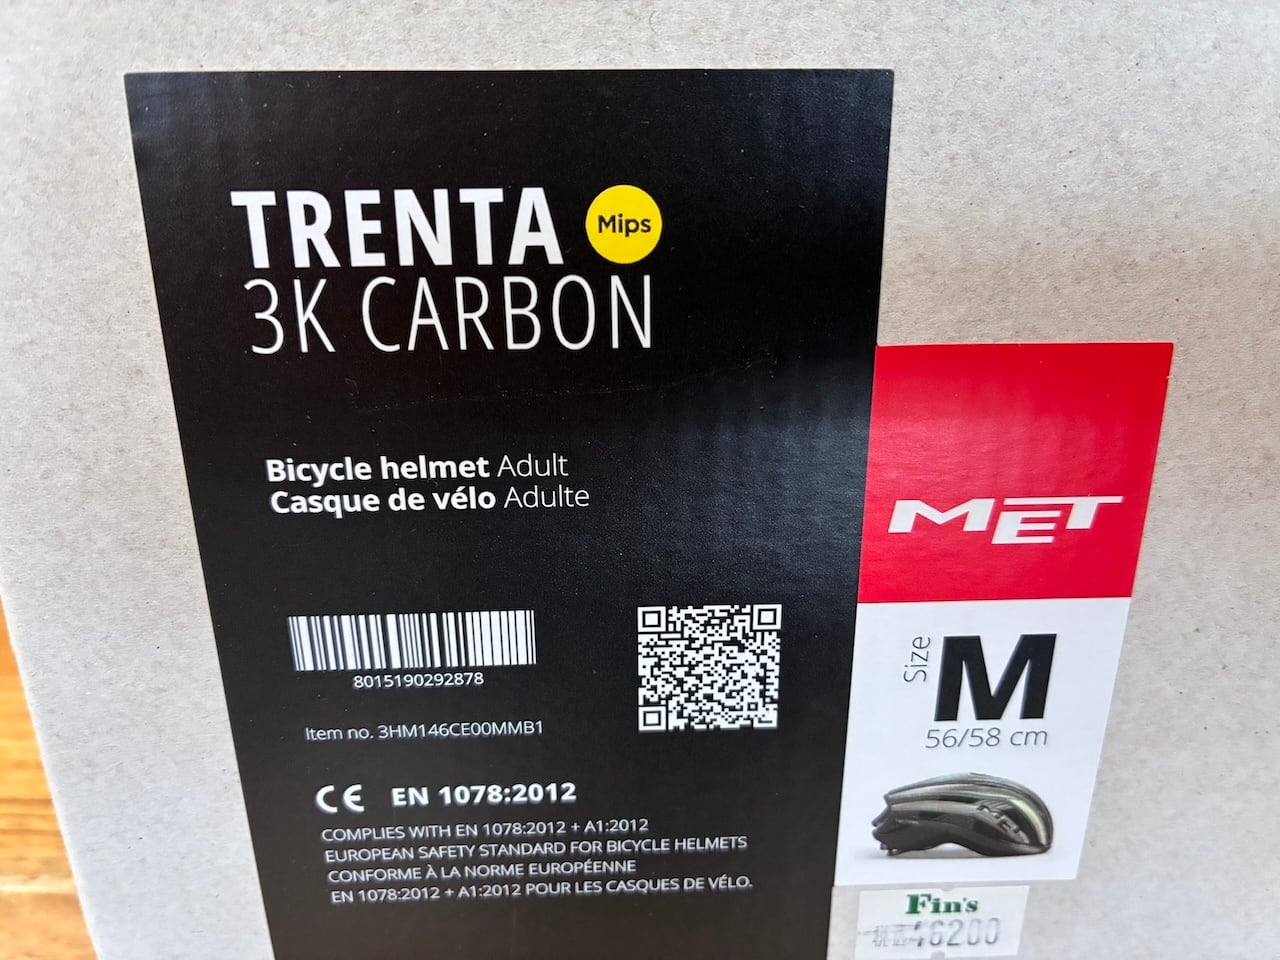 TRENTA Mips
3K CARBON
Bicycle helmet Adult
Casque de vélo Adulte
8015190292878
Item no. 3HM146CE00MMB1
CE EN 1078:2012
COMPLIES WITH EN 1078:2012 + A1:2012
EUROPEAN SAFETY STANDARD FOR BICYCLE HELMETS
CONFORME À LA NORME EUROPÉENNE
EN 1078:2012 + A1:2012 POUR LES CASQUES DE VÉLO.
MET
Size M
56/58 cm
MET
Fin's